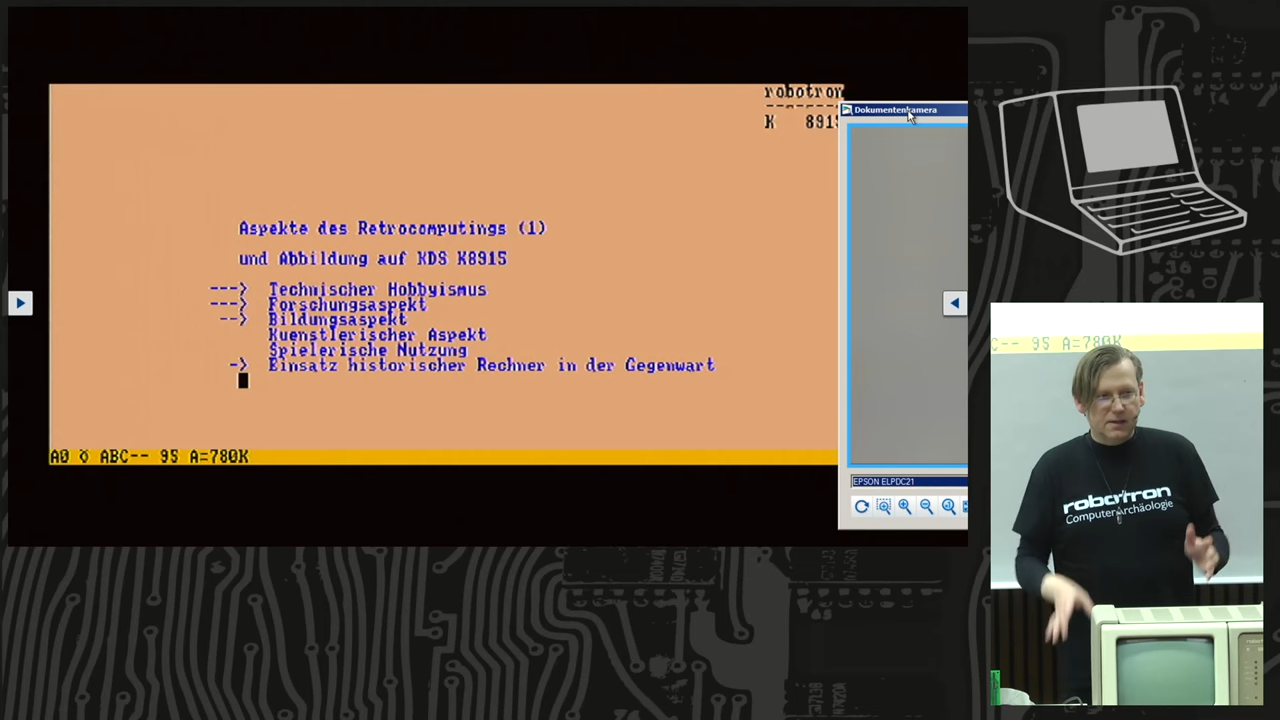 robotron
K 891
Dokumentenkamera
Aspekte des Retrocomputings (1)
und Abbildung auf KDS K8915
---> Technischer Hobbyismus
---> Forschungsaspekt
--> Bildungsaspekt
Kuenstlerischer Aspekt
Spielerische Nutzung
-> Einsatz historischer Rechner in der Gegenwart
A0 ö ABC-- 95 A=780K
EPSON ELPDC21
C-- 95 A=780K
robotron
ComputerArchäologie